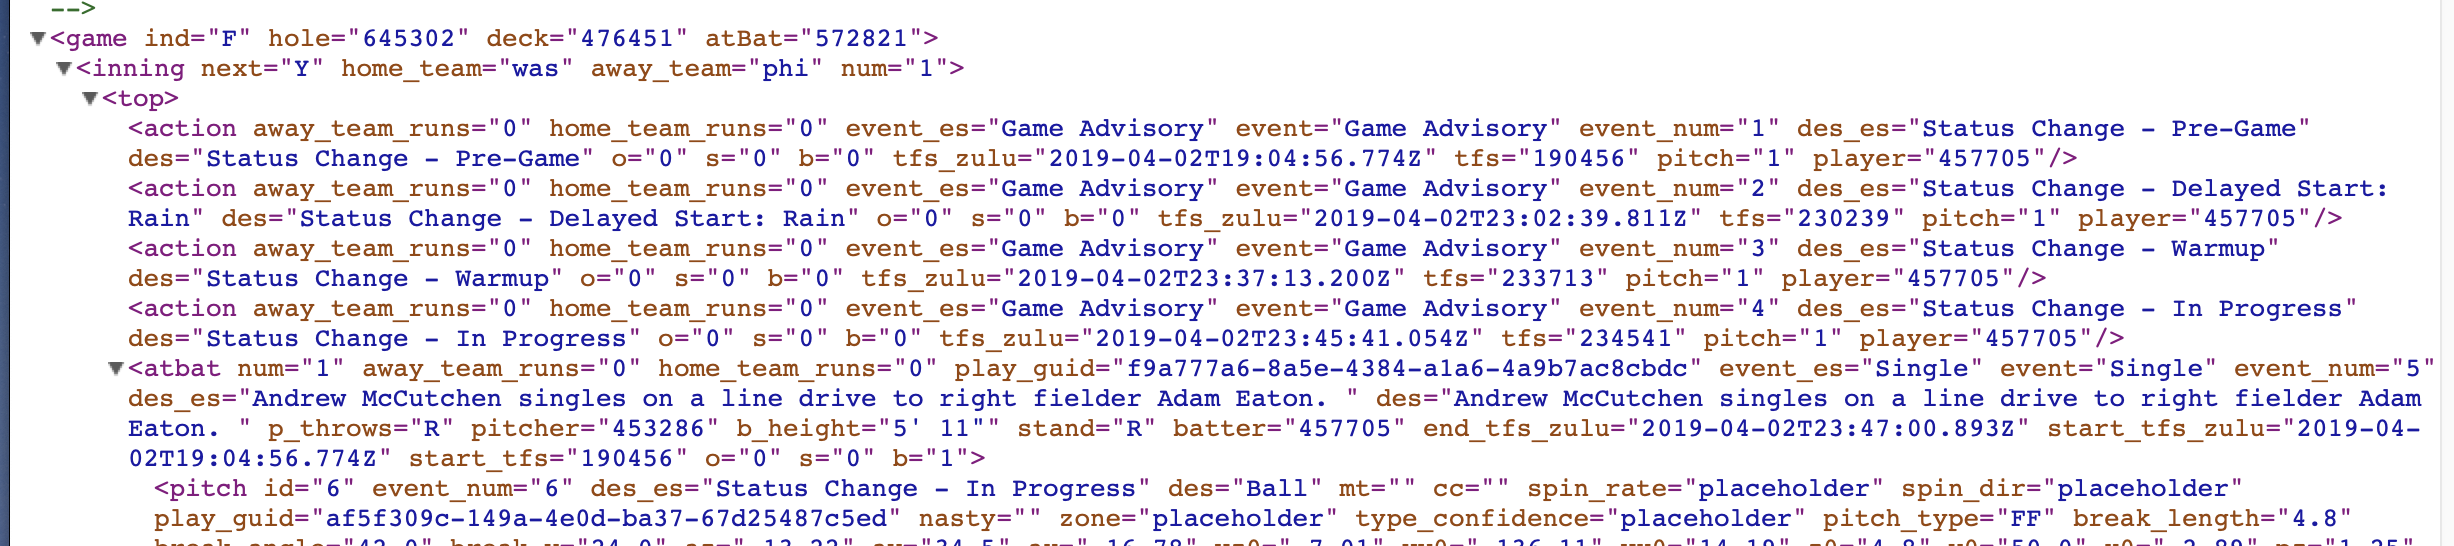 -->
<game ind="F" hole="645302" deck="476451" atBat="572821">
<inning next="Y" home_team="was" away_team="phi" num="1">
<top>
<action away_team_runs="0" home_team_runs="0" event_es="Game Advisory" event="Game Advisory" event_num="1" des_es="Status Change - Pre-Game"
des="Status Change - Pre-Game" o="0" s="0" b="0" tfs_zulu="2019-04-02T19:04:56.774Z" tfs="190456" pitch="1" player="457705"/>
<action away_team_runs="0" home_team_runs="0" event_es="Game Advisory" event="Game Advisory" event_num="2" des_es="Status Change - Delayed Start:
Rain" des="Status Change - Delayed Start: Rain" o="0" s="0" b="0" tfs_zulu="2019-04-02T23:02:39.811Z" tfs="230239" pitch="1" player="457705"/>
<action away_team_runs="0" home_team_runs="0" event_es="Game Advisory" event="Game Advisory" event_num="3" des_es="Status Change - Warmup"
des="Status Change - Warmup" o="0" s="0" b="0" tfs_zulu="2019-04-02T23:37:13.200Z" tfs="233713" pitch="1" player="457705"/>
<action away_team_runs="0" home_team_runs="0" event_es="Game Advisory" event="Game Advisory" event_num="4" des_es="Status Change - In Progress"
des="Status Change - In Progress" o="0" s="0" b="0" tfs_zulu="2019-04-02T23:45:41.054Z" tfs="234541" pitch="1" player="457705"/>
<atbat num="1" away_team_runs="0" home_team_runs="0" play_guid="f9a777a6-8a5e-4384-a1a6-4a9b7ac8cbdc" event_es="Single" event="Single" event_num="5"
des_es="Andrew McCutchen singles on a line drive to right fielder Adam Eaton. " des="Andrew McCutchen singles on a line drive to right fielder Adam
Eaton. " p_throws="R" pitcher="453286" b_height="5' 11"" stand="R" batter="457705" end_tfs_zulu="2019-04-02T23:47:00.893Z" start_tfs_zulu="2019-04-
02T19:04:56.774Z" start_tfs="190456" o="0" s="0" b="1">
<pitch id="6" event_num="6" des_es="Status Change - In Progress" des="Ball" mt="" cc="" spin_rate="placeholder" spin_dir="placeholder"
play_guid="af5f309c-149a-4e0d-ba37-67d25487c5ed" nasty="" zone="placeholder" type_confidence="placeholder" pitch_type="FF" break_length="4.8"